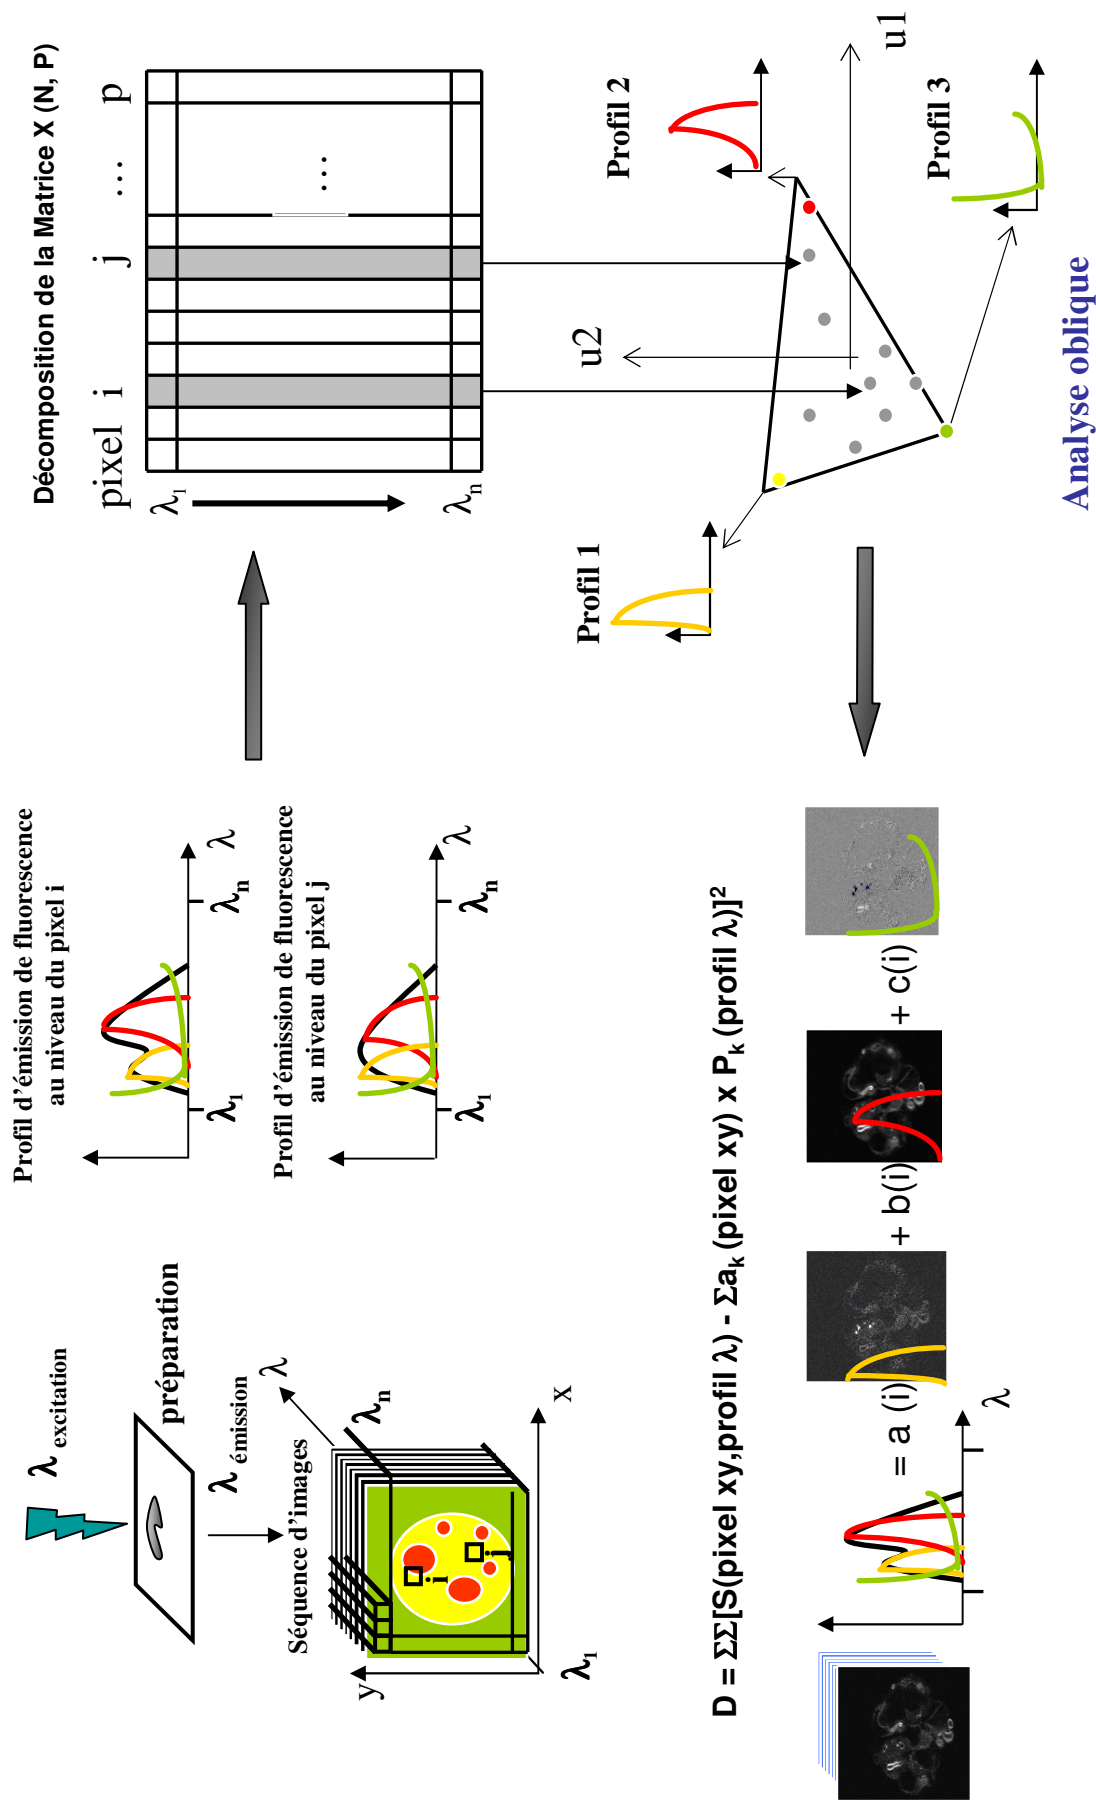 λ excitation
préparation
λ émission
Séquence d'images
λ
λn
y
x
i
j
λ1
Profil d'émission de fluorescence
au niveau du pixel i
λ1
λn
λ
Profil d'émission de fluorescence
au niveau du pixel j
λ1
λn
λ
Décomposition de la Matrice X (N, P)
pixel i j … p
λ1
…
λn
u2
u1
Profil 1
Profil 2
Profil 3
Analyse oblique
D = ΣΣ[S(pixel xy,profil λ) - Σak (pixel xy) x Pk (profil λ)]²
λ
= a (i) + b(i) + c(i)